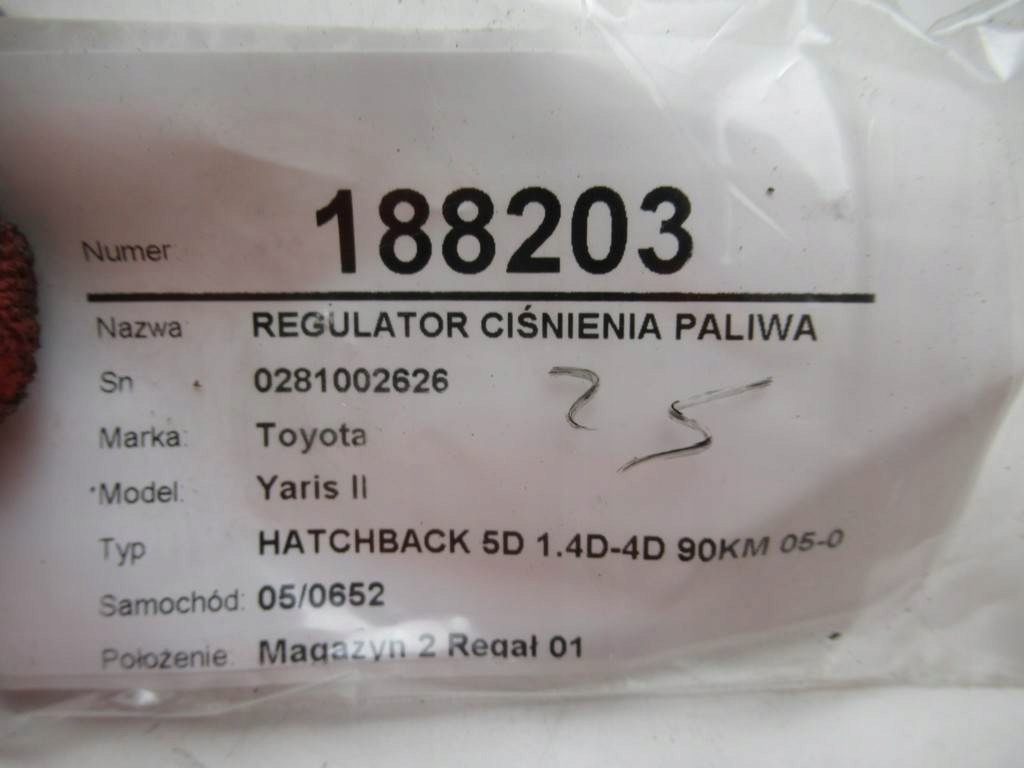 Numer: 188203
Nazwa REGULATOR CIŚNIENIA PALIWA
Sn 0281002626
Marka: Toyota
Model: Yaris II
Typ HATCHBACK 5D 1.4D-4D 90KM 05-0
Samochód: 05/0652
Położenie: Magazyn 2 Regał 01